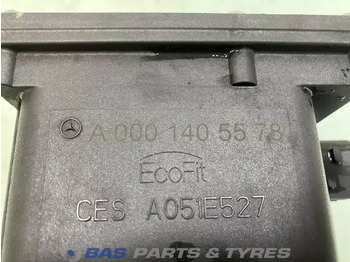 A 000 140 55 78
EcoFit
CES A051E527
BAS PARTS & TYRES